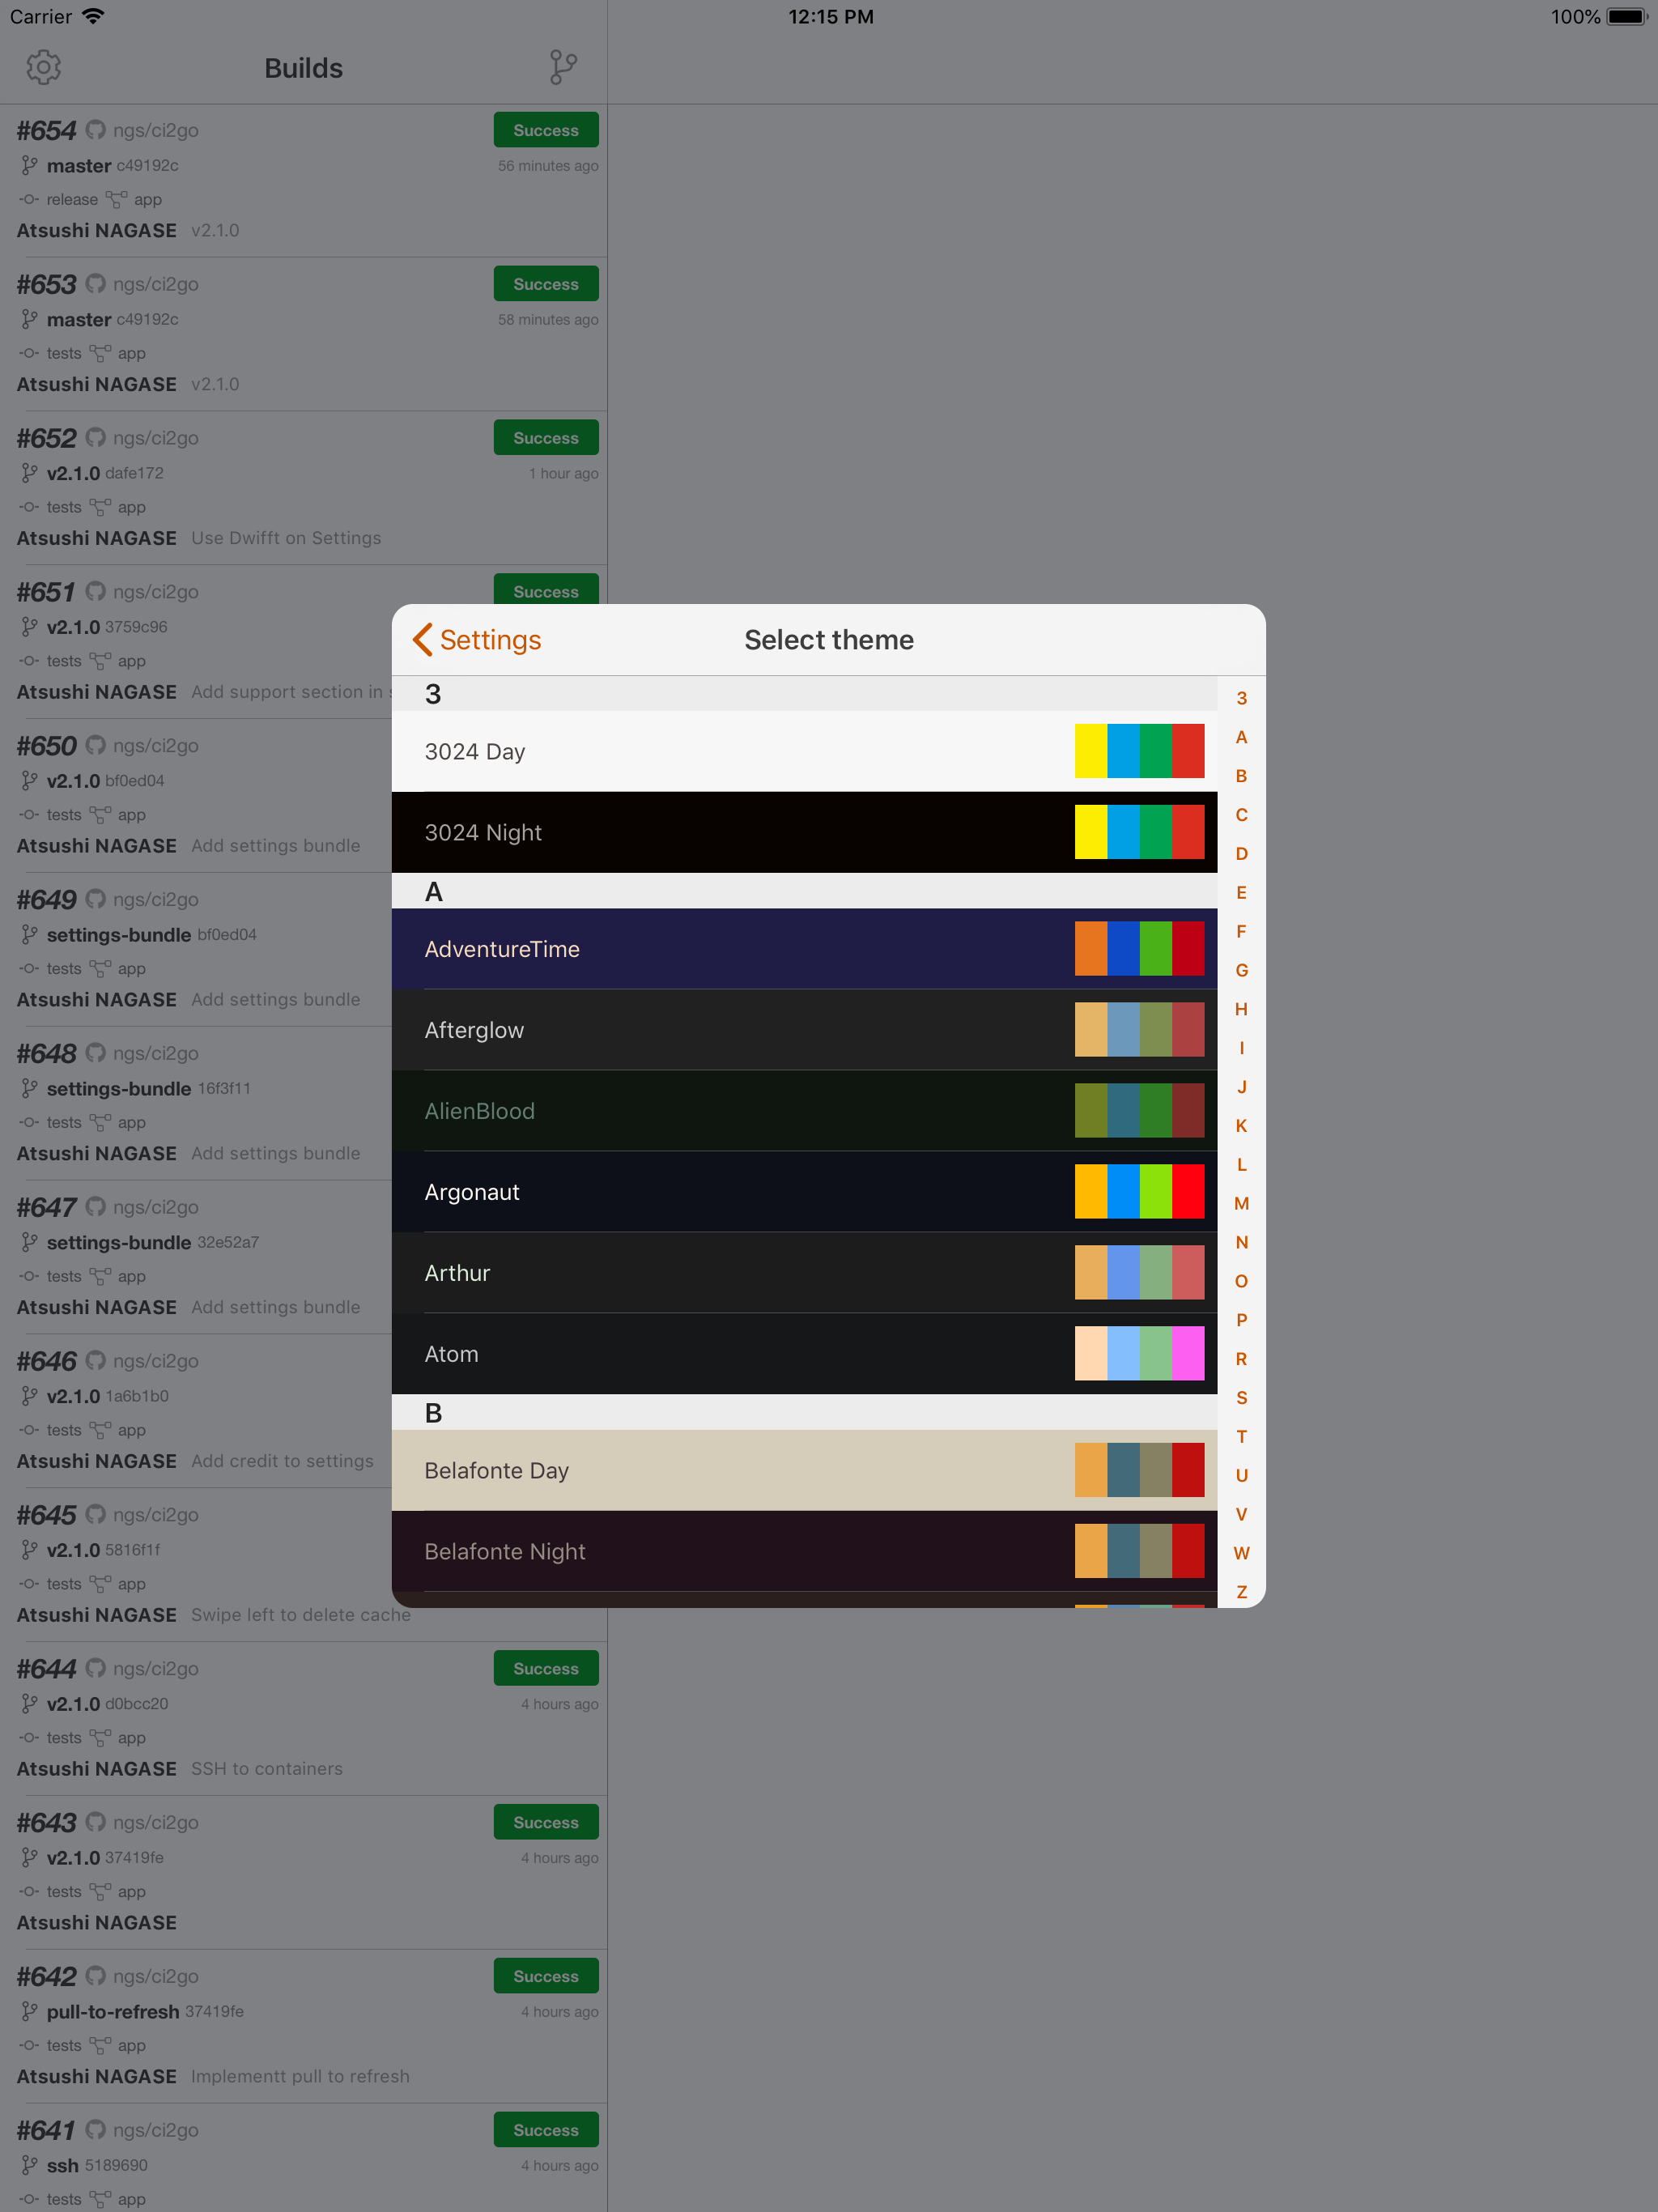 Carrier 12:15 PM 100%
Builds
#654 ngs/ci2go Success
master c49192c 56 minutes ago
release app
Atsushi NAGASE v2.1.0
#653 ngs/ci2go Success
master c49192c 58 minutes ago
tests app
Atsushi NAGASE v2.1.0
#652 ngs/ci2go Success
v2.1.0 dafe172 1 hour ago
tests app
Atsushi NAGASE Use Dwifft on Settings
#651 ngs/ci2go Success
v2.1.0 3759c96
tests app
Atsushi NAGASE Add support section in
#650 ngs/ci2go
v2.1.0 bf0ed04
tests app
Atsushi NAGASE Add settings bundle
#649 ngs/ci2go
settings-bundle bf0ed04
tests app
Atsushi NAGASE Add settings bundle
#648 ngs/ci2go
settings-bundle 16f3f11
tests app
Atsushi NAGASE Add settings bundle
#647 ngs/ci2go
settings-bundle 32e52a7
tests app
Atsushi NAGASE Add settings bundle
#646 ngs/ci2go
v2.1.0 1a6b1b0
tests app
Atsushi NAGASE Add credit to settings
#645 ngs/ci2go
v2.1.0 5816f1f
tests app
Atsushi NAGASE Swipe left to delete cache
#644 ngs/ci2go Success
v2.1.0 d0bcc20 4 hours ago
tests app
Atsushi NAGASE SSH to containers
#643 ngs/ci2go Success
v2.1.0 37419fe 4 hours ago
tests app
Atsushi NAGASE
#642 ngs/ci2go Success
pull-to-refresh 37419fe 4 hours ago
tests app
Atsushi NAGASE Implementt pull to refresh
#641 ngs/ci2go Success
ssh 5189690 4 hours ago
tests app
Settings Select theme
3
3024 Day
3024 Night
A
AdventureTime
Afterglow
AlienBlood
Argonaut
Arthur
Atom
B
Belafonte Day
Belafonte Night
3
A
B
C
D
E
F
G
H
I
J
K
L
M
N
O
P
R
S
T
U
V
W
Z